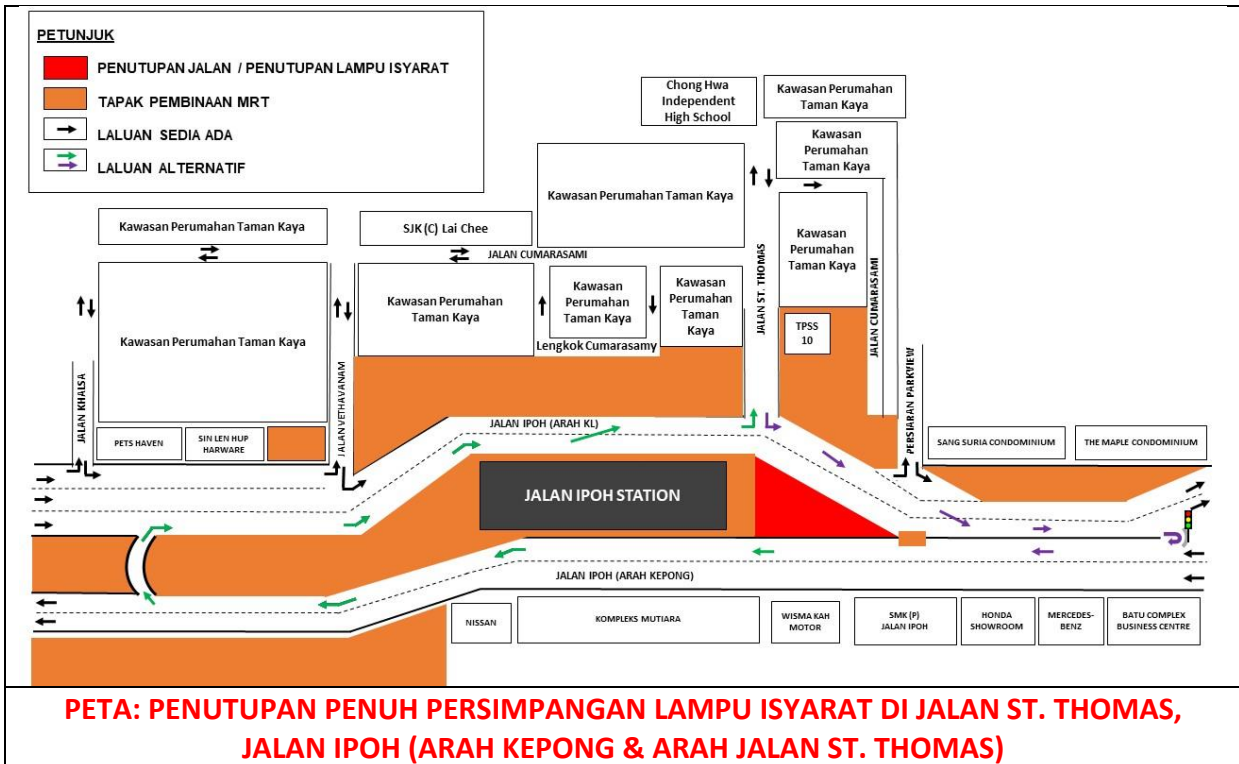 PETUNJUK
PENUTUPAN JALAN / PENUTUPAN LAMPU ISYARAT
TAPAK PEMBINAAN MRT
LALUAN SEDIA ADA
LALUAN ALTERNATIF
Chong Hwa
Independent
High School
Kawasan Perumahan
Taman Kaya
Kawasan
Perumahan
Taman Kaya
Kawasan Perumahan Taman Kaya
Kawasan Perumahan Taman Kaya
SJK (C) Lai Chee
JALAN CUMARASAMI
Kawasan
Perumahan
Taman Kaya
Kawasan Perumahan Taman Kaya
Kawasan Perumahan
Taman Kaya
Kawasan
Perumahan
Taman Kaya
Kawasan
Perumahan
Taman
Kaya
Lengkok Cumarasamy
JALAN ST. THOMAS
TPSS
10
JALAN CUMARASAMI
JALAN KHALSA
JALAN VETHAVANAM
PERSIARAN PARKVIEW
PETS HAVEN
SIN LEN HUP
HARWARE
JALAN IPOH (ARAH KL)
SANG SURIA CONDOMINIUM
THE MAPLE CONDOMINIUM
JALAN IPOH STATION
JALAN IPOH (ARAH KEPONG)
NISSAN
KOMPLEKS MUTIARA
WISMA KAH
MOTOR
SMK (P)
JALAN IPOH
HONDA
SHOWROOM
MERCEDES-
BENZ
BATU COMPLEX
BUSINESS CENTRE
PETA: PENUTUPAN PENUH PERSIMPANGAN LAMPU ISYARAT DI JALAN ST. THOMAS,
JALAN IPOH (ARAH KEPONG & ARAH JALAN ST. THOMAS)